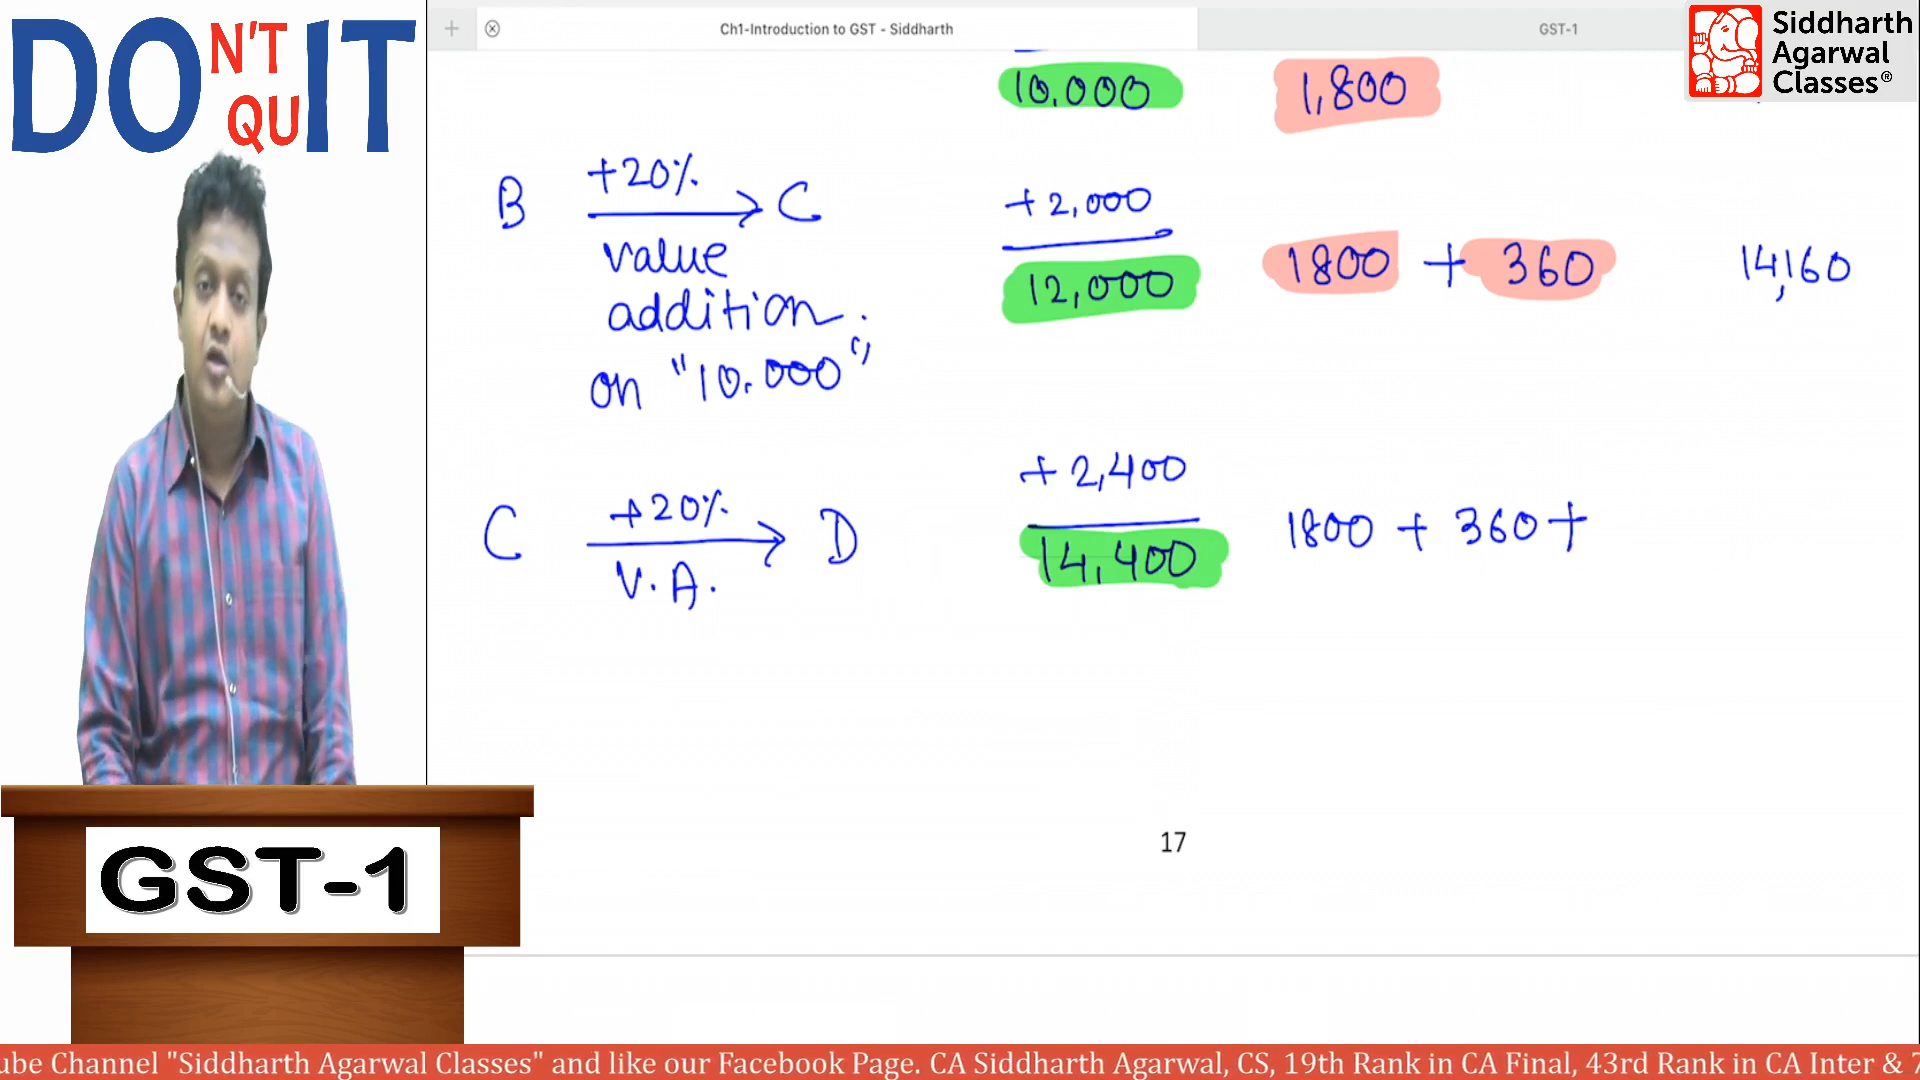 DON'T QUIT
Ch1-Introduction to GST - Siddharth
GST-1
Siddharth
Agarwal
Classes®
10,000 1,800
B +20% → C
value
addition.
on "10,000"
+2,000
12,000 1800 + 360 14,160
C +20% → D
V.A.
+2,400
14,400 1800 + 360 +
17
GST-1
ube Channel "Siddharth Agarwal Classes" and like our Facebook Page. CA Siddharth Agarwal, CS, 19th Rank in CA Final, 43rd Rank in CA Inter & 7